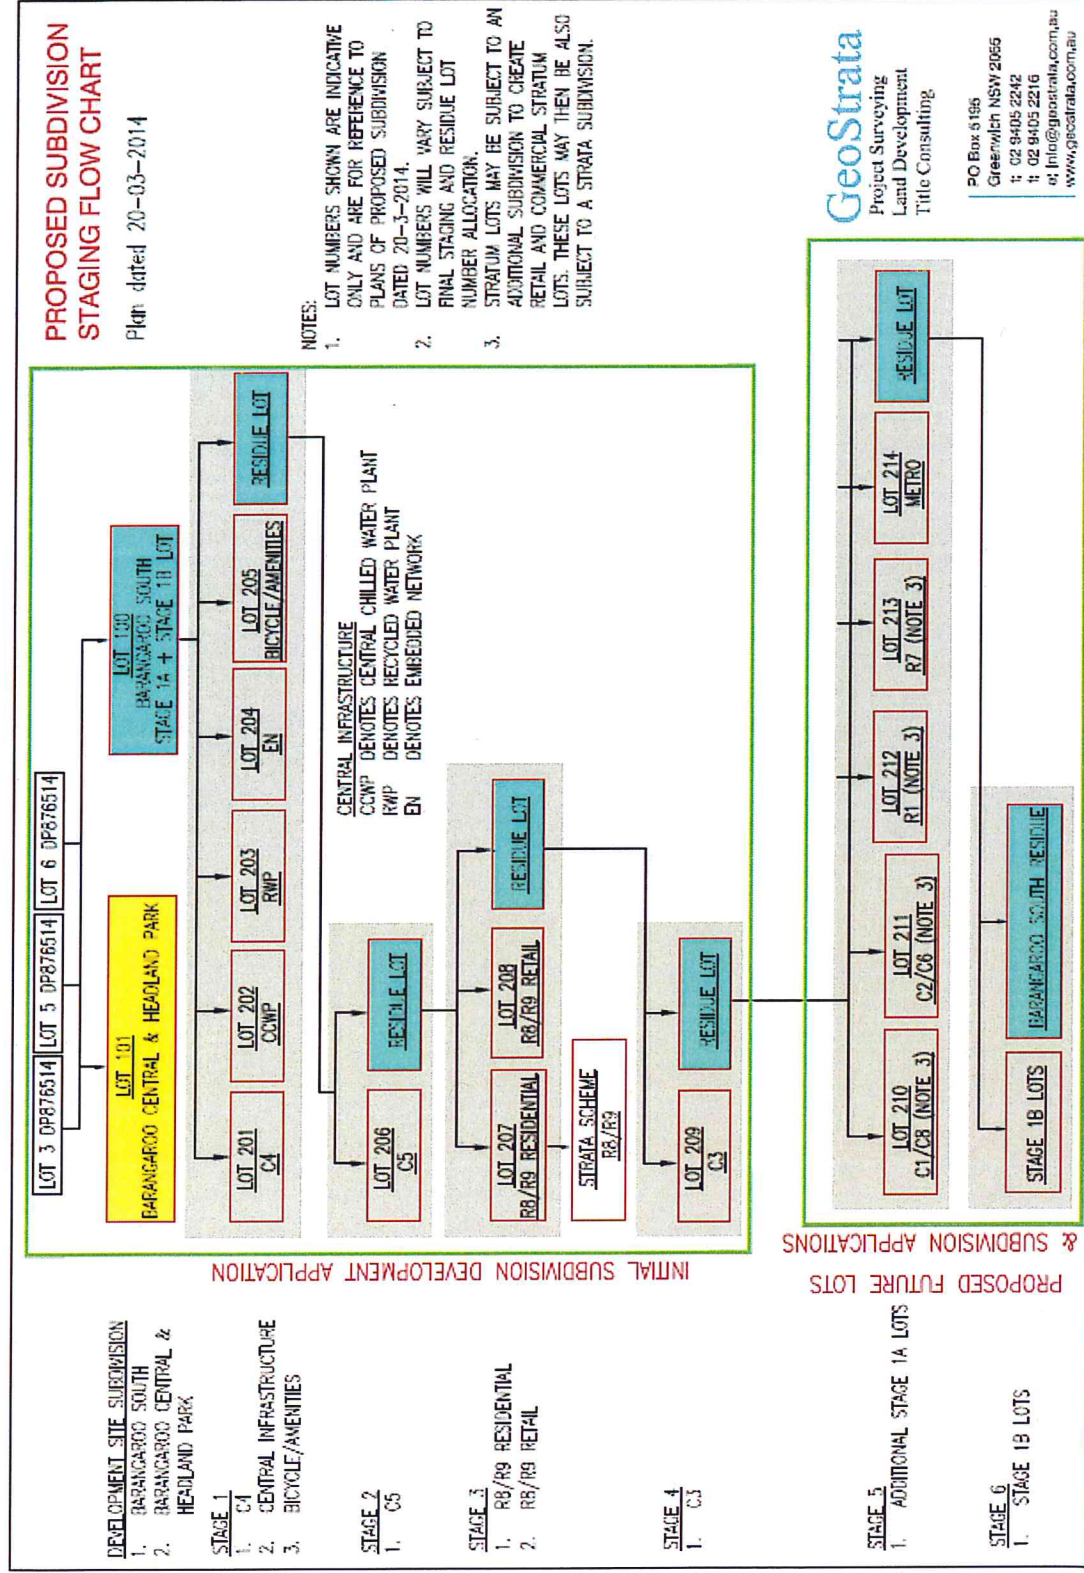 PROPOSED SUBDIVISION
STAGING FLOW CHART
Plan dated 20-03-2014
NOTES:
1. LOT NUMBERS SHOWN ARE INDICATIVE
ONLY AND ARE FOR REFERENCE TO
PLANS OF PROPOSED SUBDIVISION
DATED 20-3-2014.
2. LOT NUMBERS WILL VARY SUBJECT TO
FINAL STAGING AND RESIDUE LOT
NUMBER ALLOCATION.
3. STRATUM LOTS MAY BE SUBJECT TO AN
ADDITIONAL SUBDIVISION TO CREATE
RETAIL AND COMMERCIAL STRATUM
LOTS. THESE LOTS MAY THEN BE ALSO
SUBJECT TO A STRATA SUBDIVISION.
DEVELOPMENT SITE SUBDIVISION
1. BARANGAROO SOUTH
2. BARANGAROO CENTRAL &
HEADLAND PARK
STAGE 1
1. C4
2. CENTRAL INFRASTRUCTURE
3. BICYCLE/AMENITIES
STAGE 2
1. C5
STAGE 3
1. R8/R9 RESIDENTIAL
2. R8/R9 RETAIL
STAGE 4
1. C3
STAGE 5
1. ADDITIONAL STAGE 1A LOTS
STAGE 6
1. STAGE 1B LOTS
INITIAL SUBDIVISION DEVELOPMENT APPLICATION
LOT 3 DP876514
LOT 5 DP876514
LOT 6 DP876514
LOT 101
BARANGAROO CENTRAL & HEADLAND PARK
LOT 100
BARANGAROO SOUTH
STAGE 1A + STAGE 1B LOT
LOT 201
C4
LOT 202
CCWP
LOT 203
RWP
LOT 204
EN
LOT 205
BICYCLE/AMENITIES
RESIDUE LOT
LOT 206
C5
RESIDUE LOT
CENTRAL INFRASTRUCTURE
CCWP DENOTES CENTRAL CHILLED WATER PLANT
RWP DENOTES RECYCLED WATER PLANT
EN DENOTES EMBEDDED NETWORK
LOT 207
R8/R9 RESIDENTIAL
LOT 208
R8/R9 RETAIL
RESIDUE LOT
STRATA SCHEME
R8/R9
LOT 209
C3
RESIDUE LOT
PROPOSED FUTURE LOTS
& SUBDIVISION APPLICATIONS
LOT 210
C1/C8 (NOTE 3)
LOT 211
C2/C6 (NOTE 3)
LOT 212
R1 (NOTE 3)
LOT 213
R7 (NOTE 3)
LOT 214
METRO
RESIDUE LOT
STAGE 1B LOTS
BARANGAROO SOUTH RESIDUE
GeoStrata
Project Surveying
Land Development
Title Consulting
PO Box 5195
Greenwich NSW 2065
t: 02 9405 2242
f: 02 9405 2216
e: info@geostrata.com.au
www.geostrata.com.au